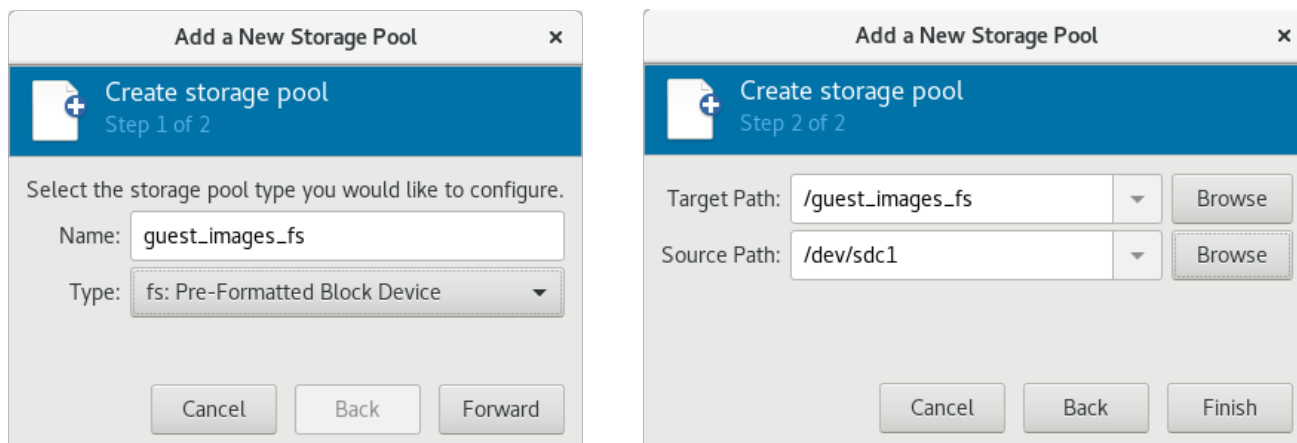 Add a New Storage Pool ×
Create storage pool
Step 1 of 2
Select the storage pool type you would like to configure.
Name: guest_images_fs
Type: fs: Pre-Formatted Block Device
Cancel Back Forward
Add a New Storage Pool ×
Create storage pool
Step 2 of 2
Target Path: /guest_images_fs Browse
Source Path: /dev/sdc1 Browse
Cancel Back Finish